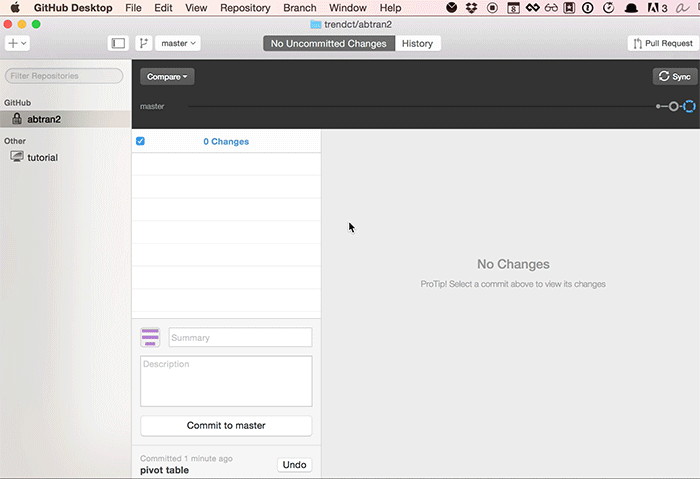 GitHub Desktop File Edit View Repository Branch Window Help 8 3
trendct/abtran2
master No Uncommitted Changes History Pull Request
Filter Repositories
Compare Sync
GitHub
master
abtran2
0 Changes
Other
tutorial
No Changes
ProTip! Select a commit above to view its changes
Summary
Description
Commit to master
Committed 1 minute ago
pivot table
Undo